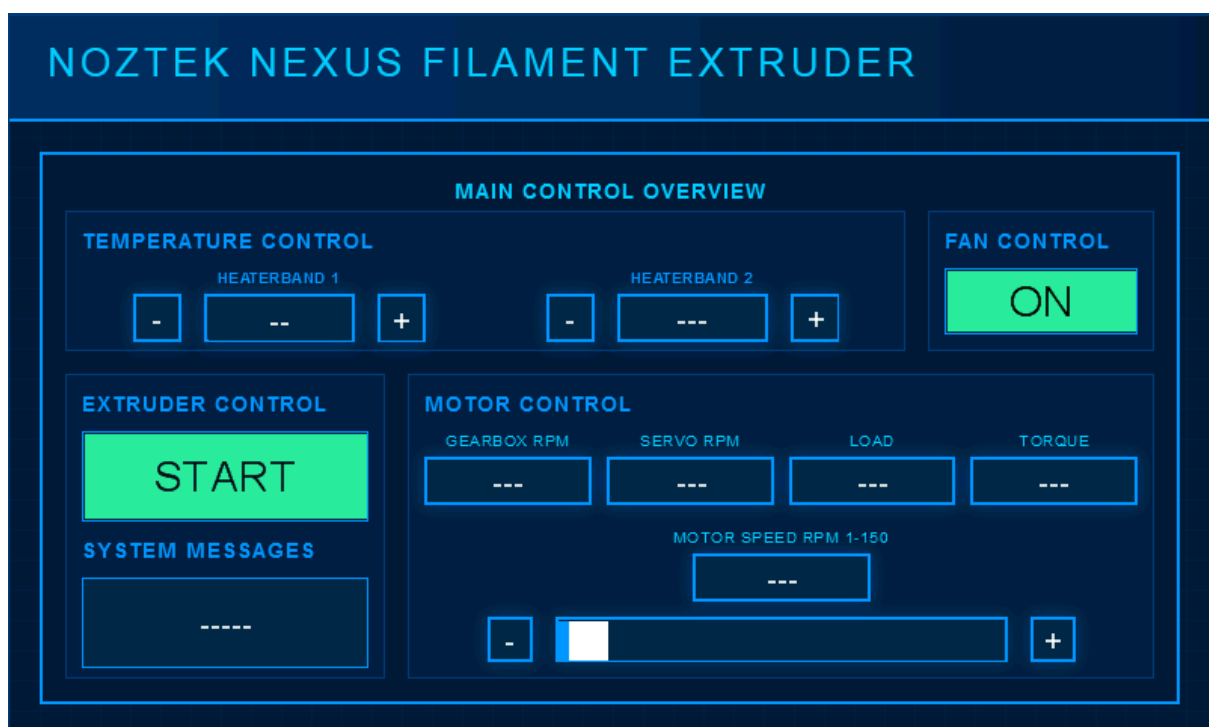 NOZTEK NEXUS FILAMENT EXTRUDER
MAIN CONTROL OVERVIEW
TEMPERATURE CONTROL
HEATERBAND 1
- -- +
HEATERBAND 2
- --- +
FAN CONTROL
ON
EXTRUDER CONTROL
START
SYSTEM MESSAGES
-----
MOTOR CONTROL
GEARBOX RPM SERVO RPM LOAD TORQUE
--- --- --- ---
MOTOR SPEED RPM 1-150
---
- +